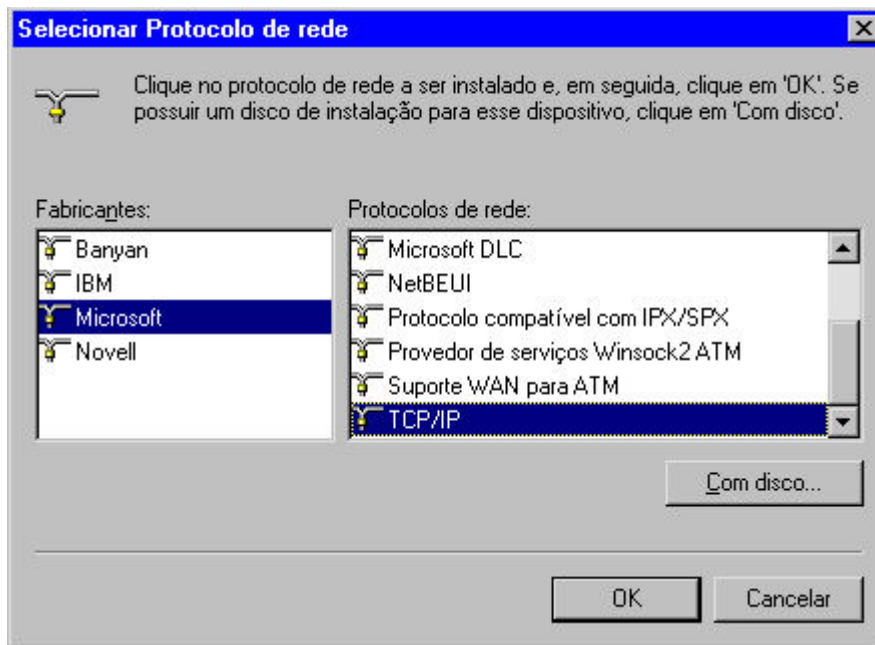 Selecionar Protocolo de rede
Clique no protocolo de rede a ser instalado e, em seguida, clique em 'OK'. Se
possuir um disco de instalação para esse dispositivo, clique em 'Com disco'.
Fabricantes:
Banyan
IBM
Microsoft
Novell
Protocolos de rede:
Microsoft DLC
NetBEUI
Protocolo compatível com IPX/SPX
Provedor de serviços Winsock2 ATM
Suporte WAN para ATM
TCP/IP
Com disco...
OK
Cancelar